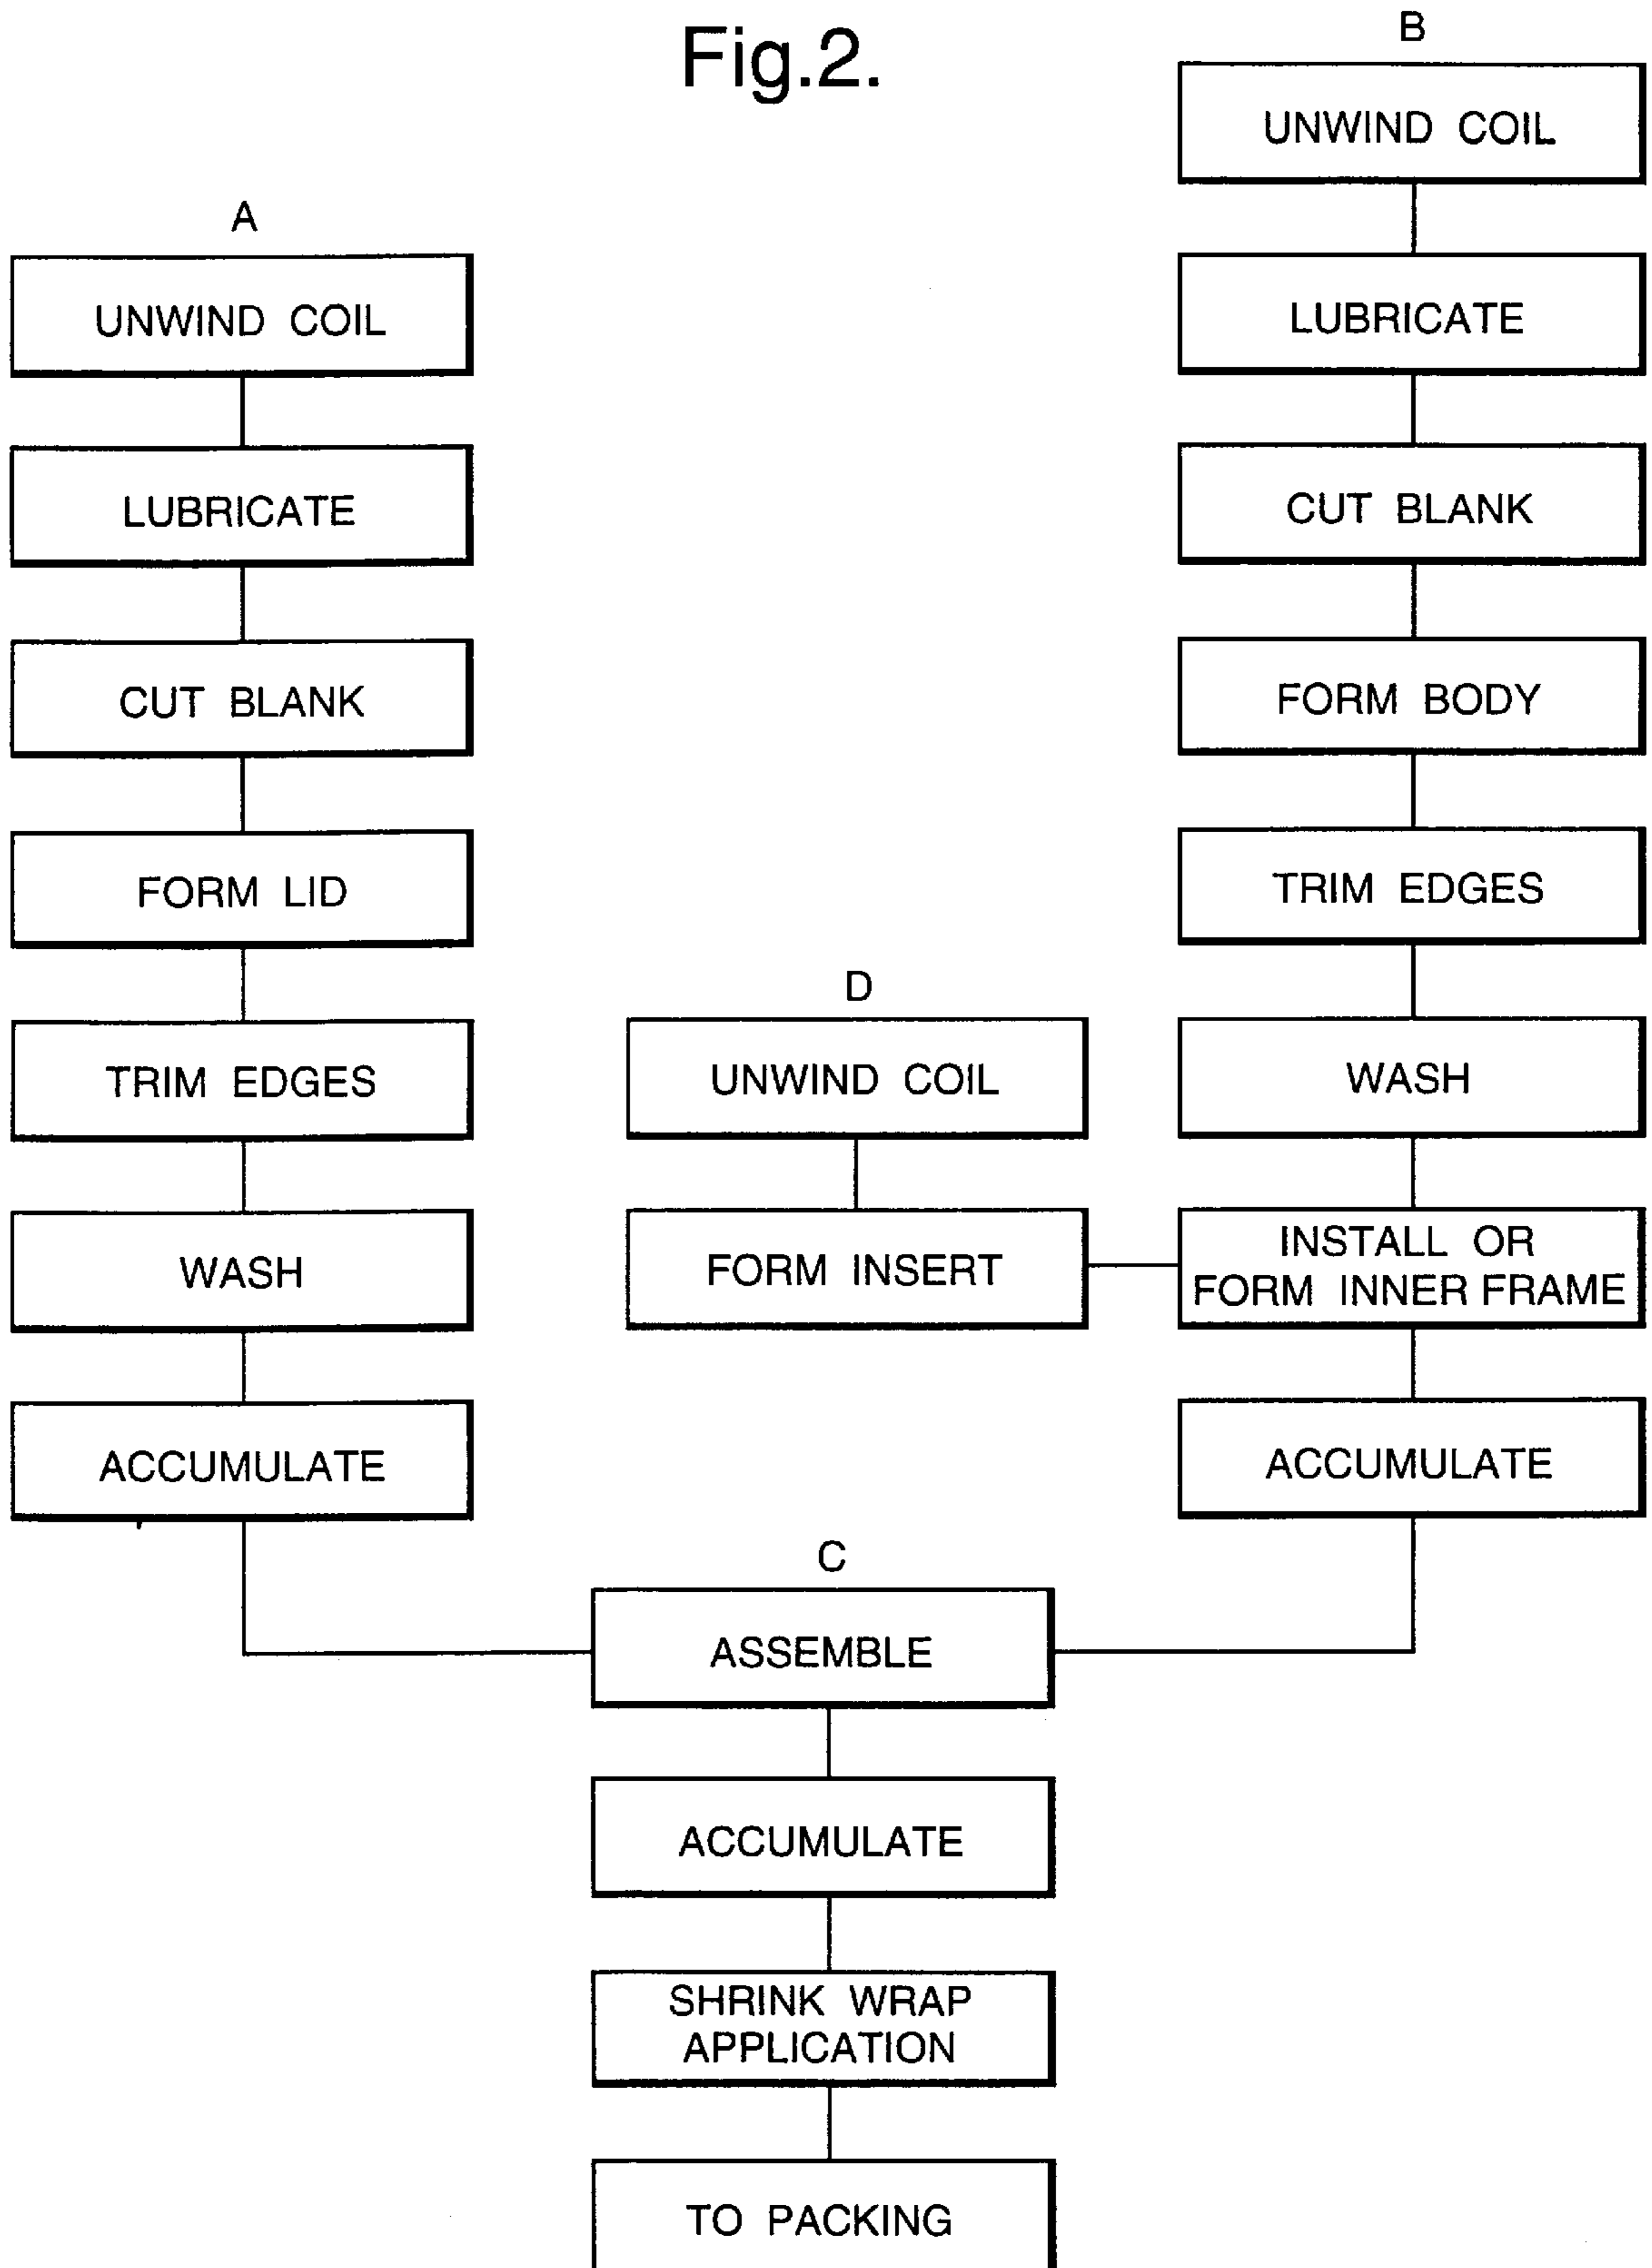 Fig.2.
A
UNWIND COIL
LUBRICATE
CUT BLANK
FORM LID
TRIM EDGES
WASH
ACCUMULATE
B
UNWIND COIL
LUBRICATE
CUT BLANK
FORM BODY
TRIM EDGES
WASH
INSTALL OR
FORM INNER FRAME
ACCUMULATE
D
UNWIND COIL
FORM INSERT
C
ASSEMBLE
ACCUMULATE
SHRINK WRAP
APPLICATION
TO PACKING